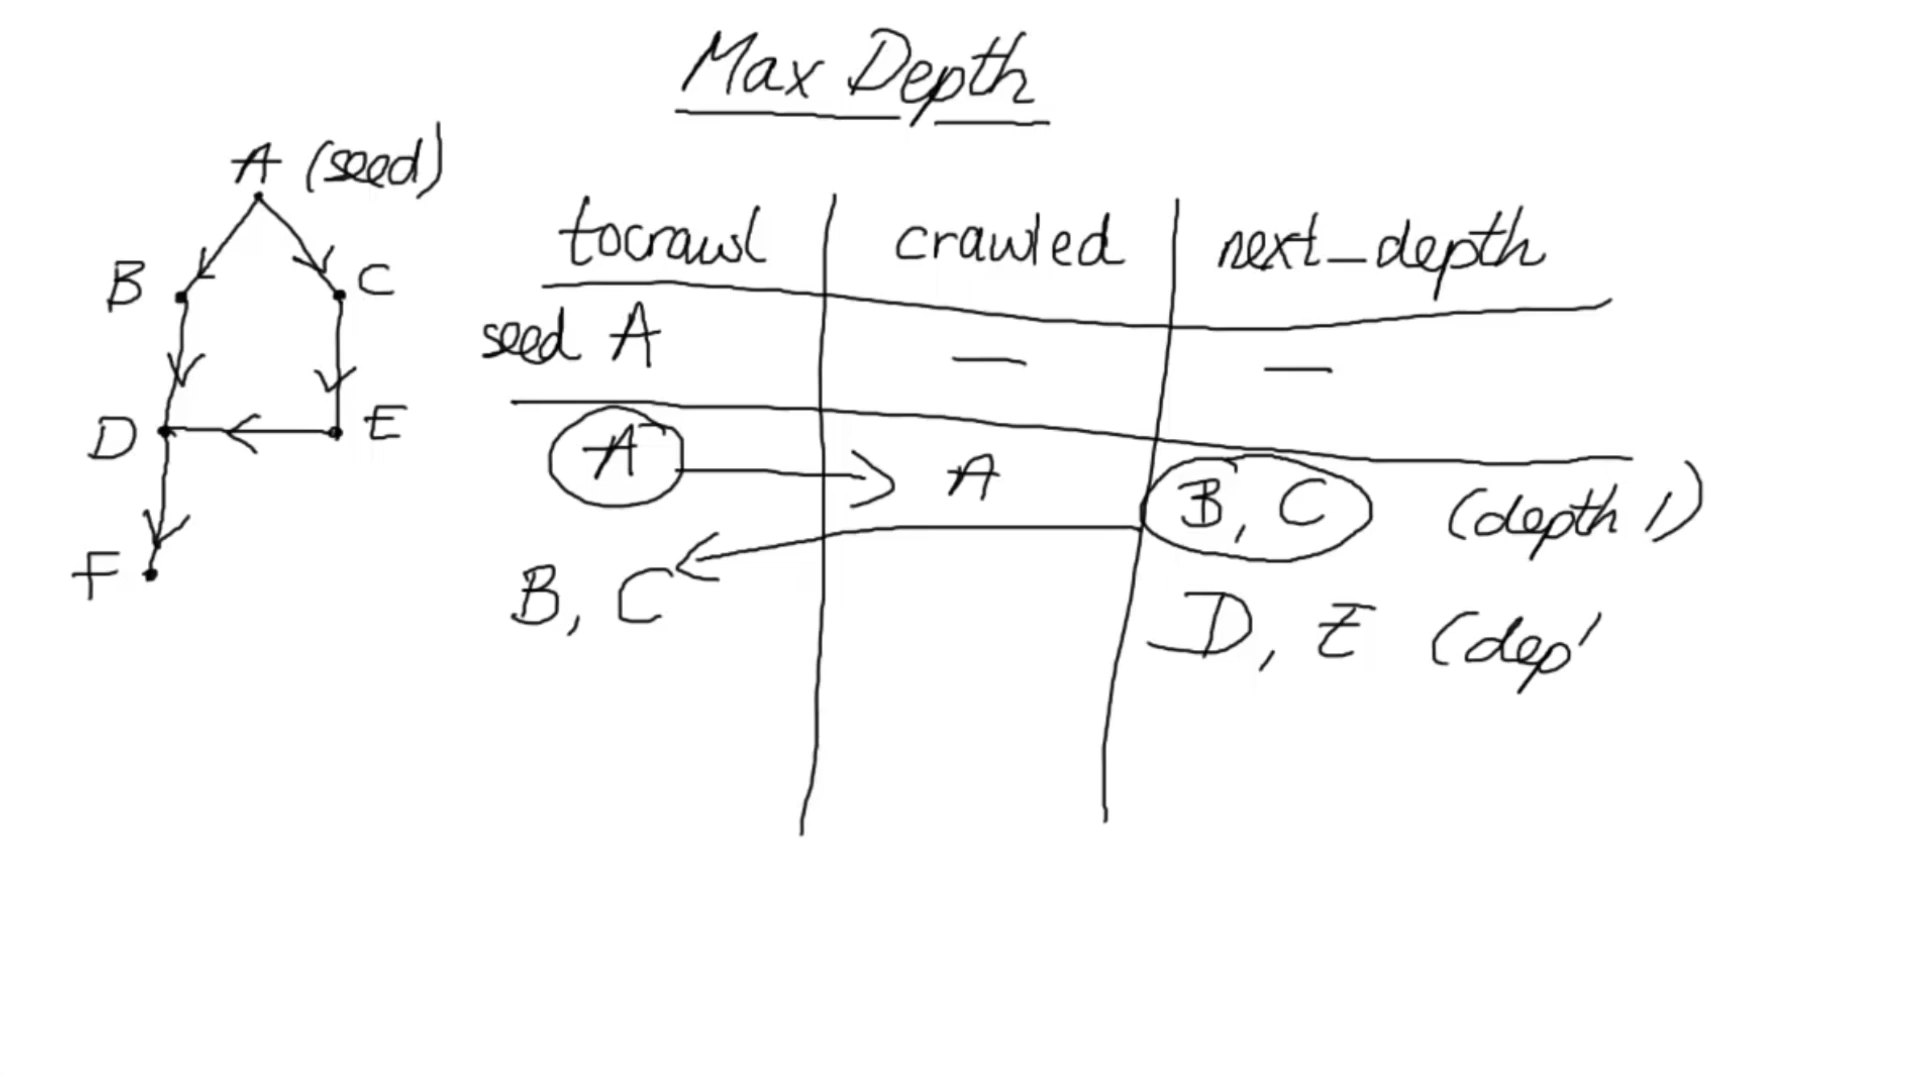 Max Depth
A (seed)
B
C
D
E
F
tocrawl crawled next_depth
seed A — —
A A B, C (depth 1)
B, C D, E (dep